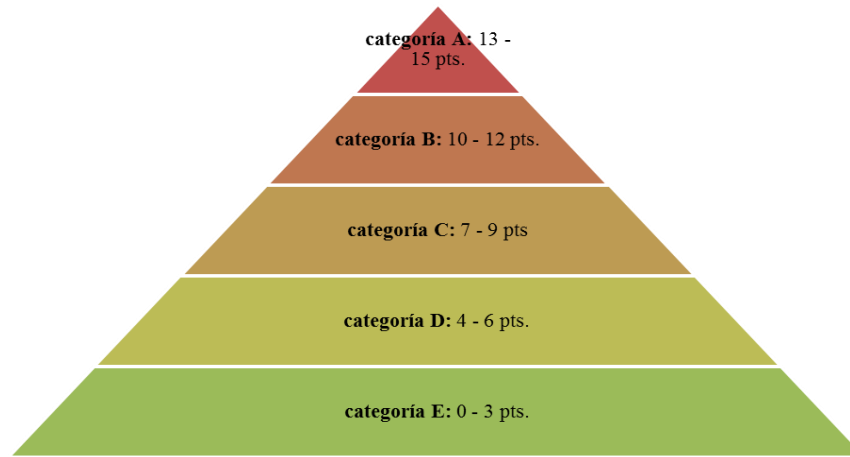 categoría A: 13 -
15 pts.
categoría B: 10 - 12 pts.
categoría C: 7 - 9 pts
categoría D: 4 - 6 pts.
categoría E: 0 - 3 pts.